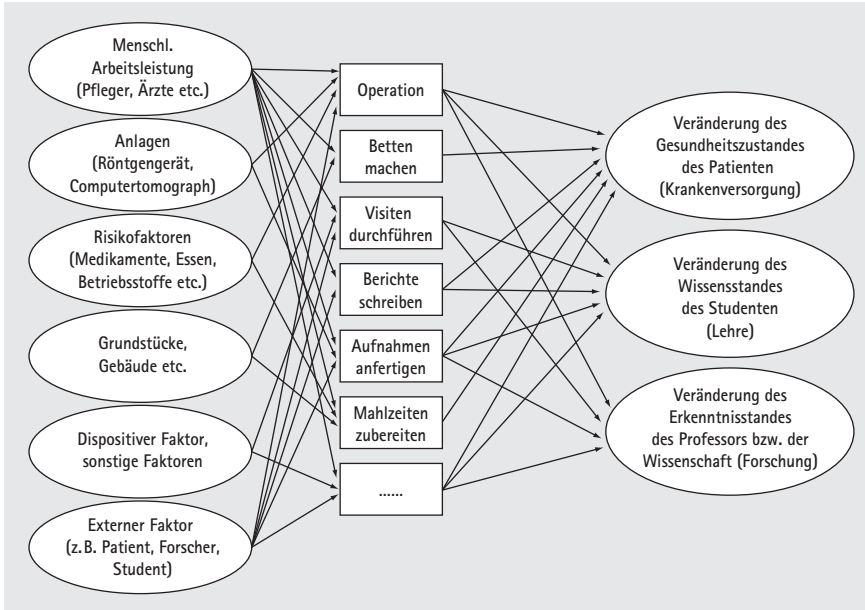 Menschl.
Arbeitsleistung
(Pfleger, Ärzte etc.)
Anlagen
(Röntgengerät,
Computertomograph)
Risikofaktoren
(Medikamente, Essen,
Betriebsstoffe etc.)
Grundstücke,
Gebäude etc.
Dispositiver Faktor,
sonstige Faktoren
Externer Faktor
(z.B. Patient, Forscher,
Student)
Operation
Betten
machen
Visiten
durchführen
Berichte
schreiben
Aufnahmen
anfertigen
Mahlzeiten
zubereiten
......
Veränderung des
Gesundheitszustandes
des Patienten
(Krankenversorgung)
Veränderung des
Wissensstandes
des Studenten
(Lehre)
Veränderung des
Erkenntnisstandes
des Professors bzw. der
Wissenschaft (Forschung)